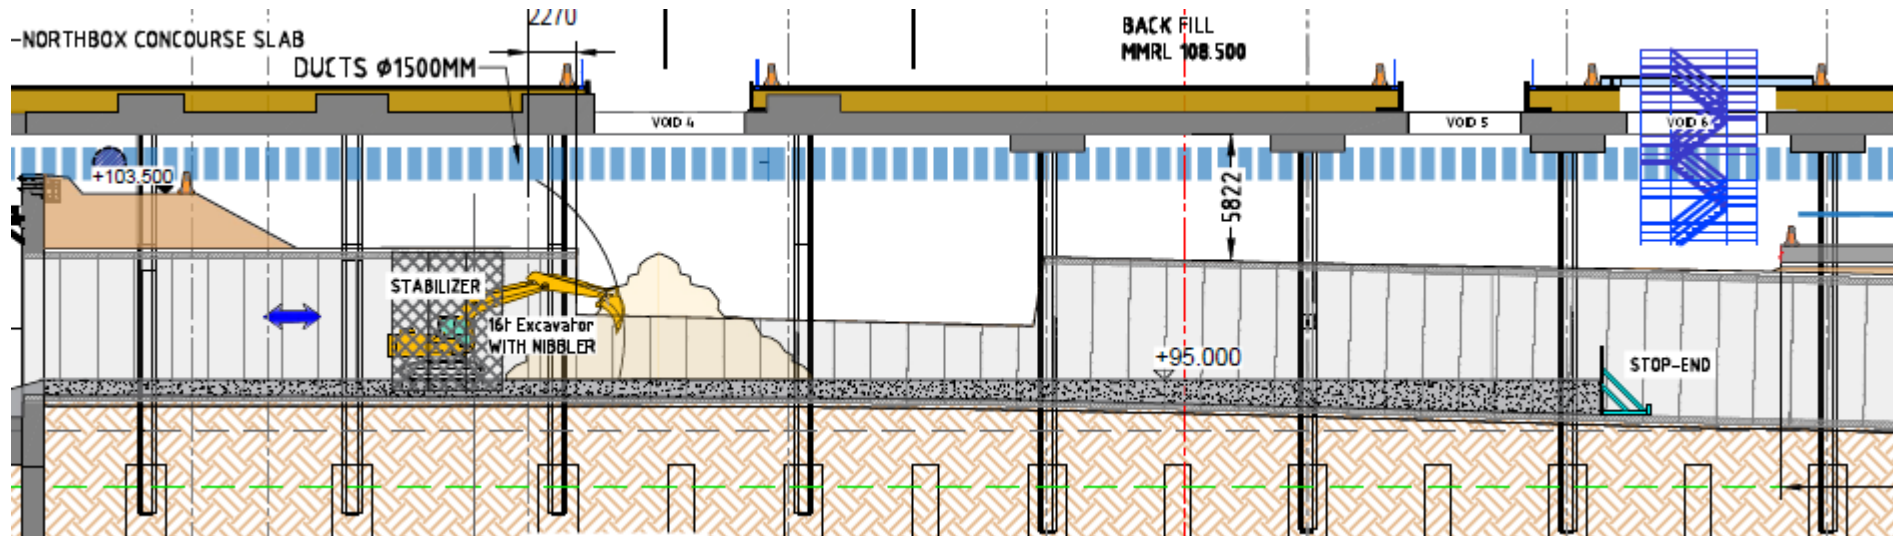 2270
BACK FILL
MMRL 108.500
-NORTHBOX CONCOURSE SLAB
DUCTS Ø1500MM
VOID 4
VOID 5
VOID 6
+103.500
5822
STABILIZER
16t Excavator
WITH NIBBLER
+95.000
STOP-END